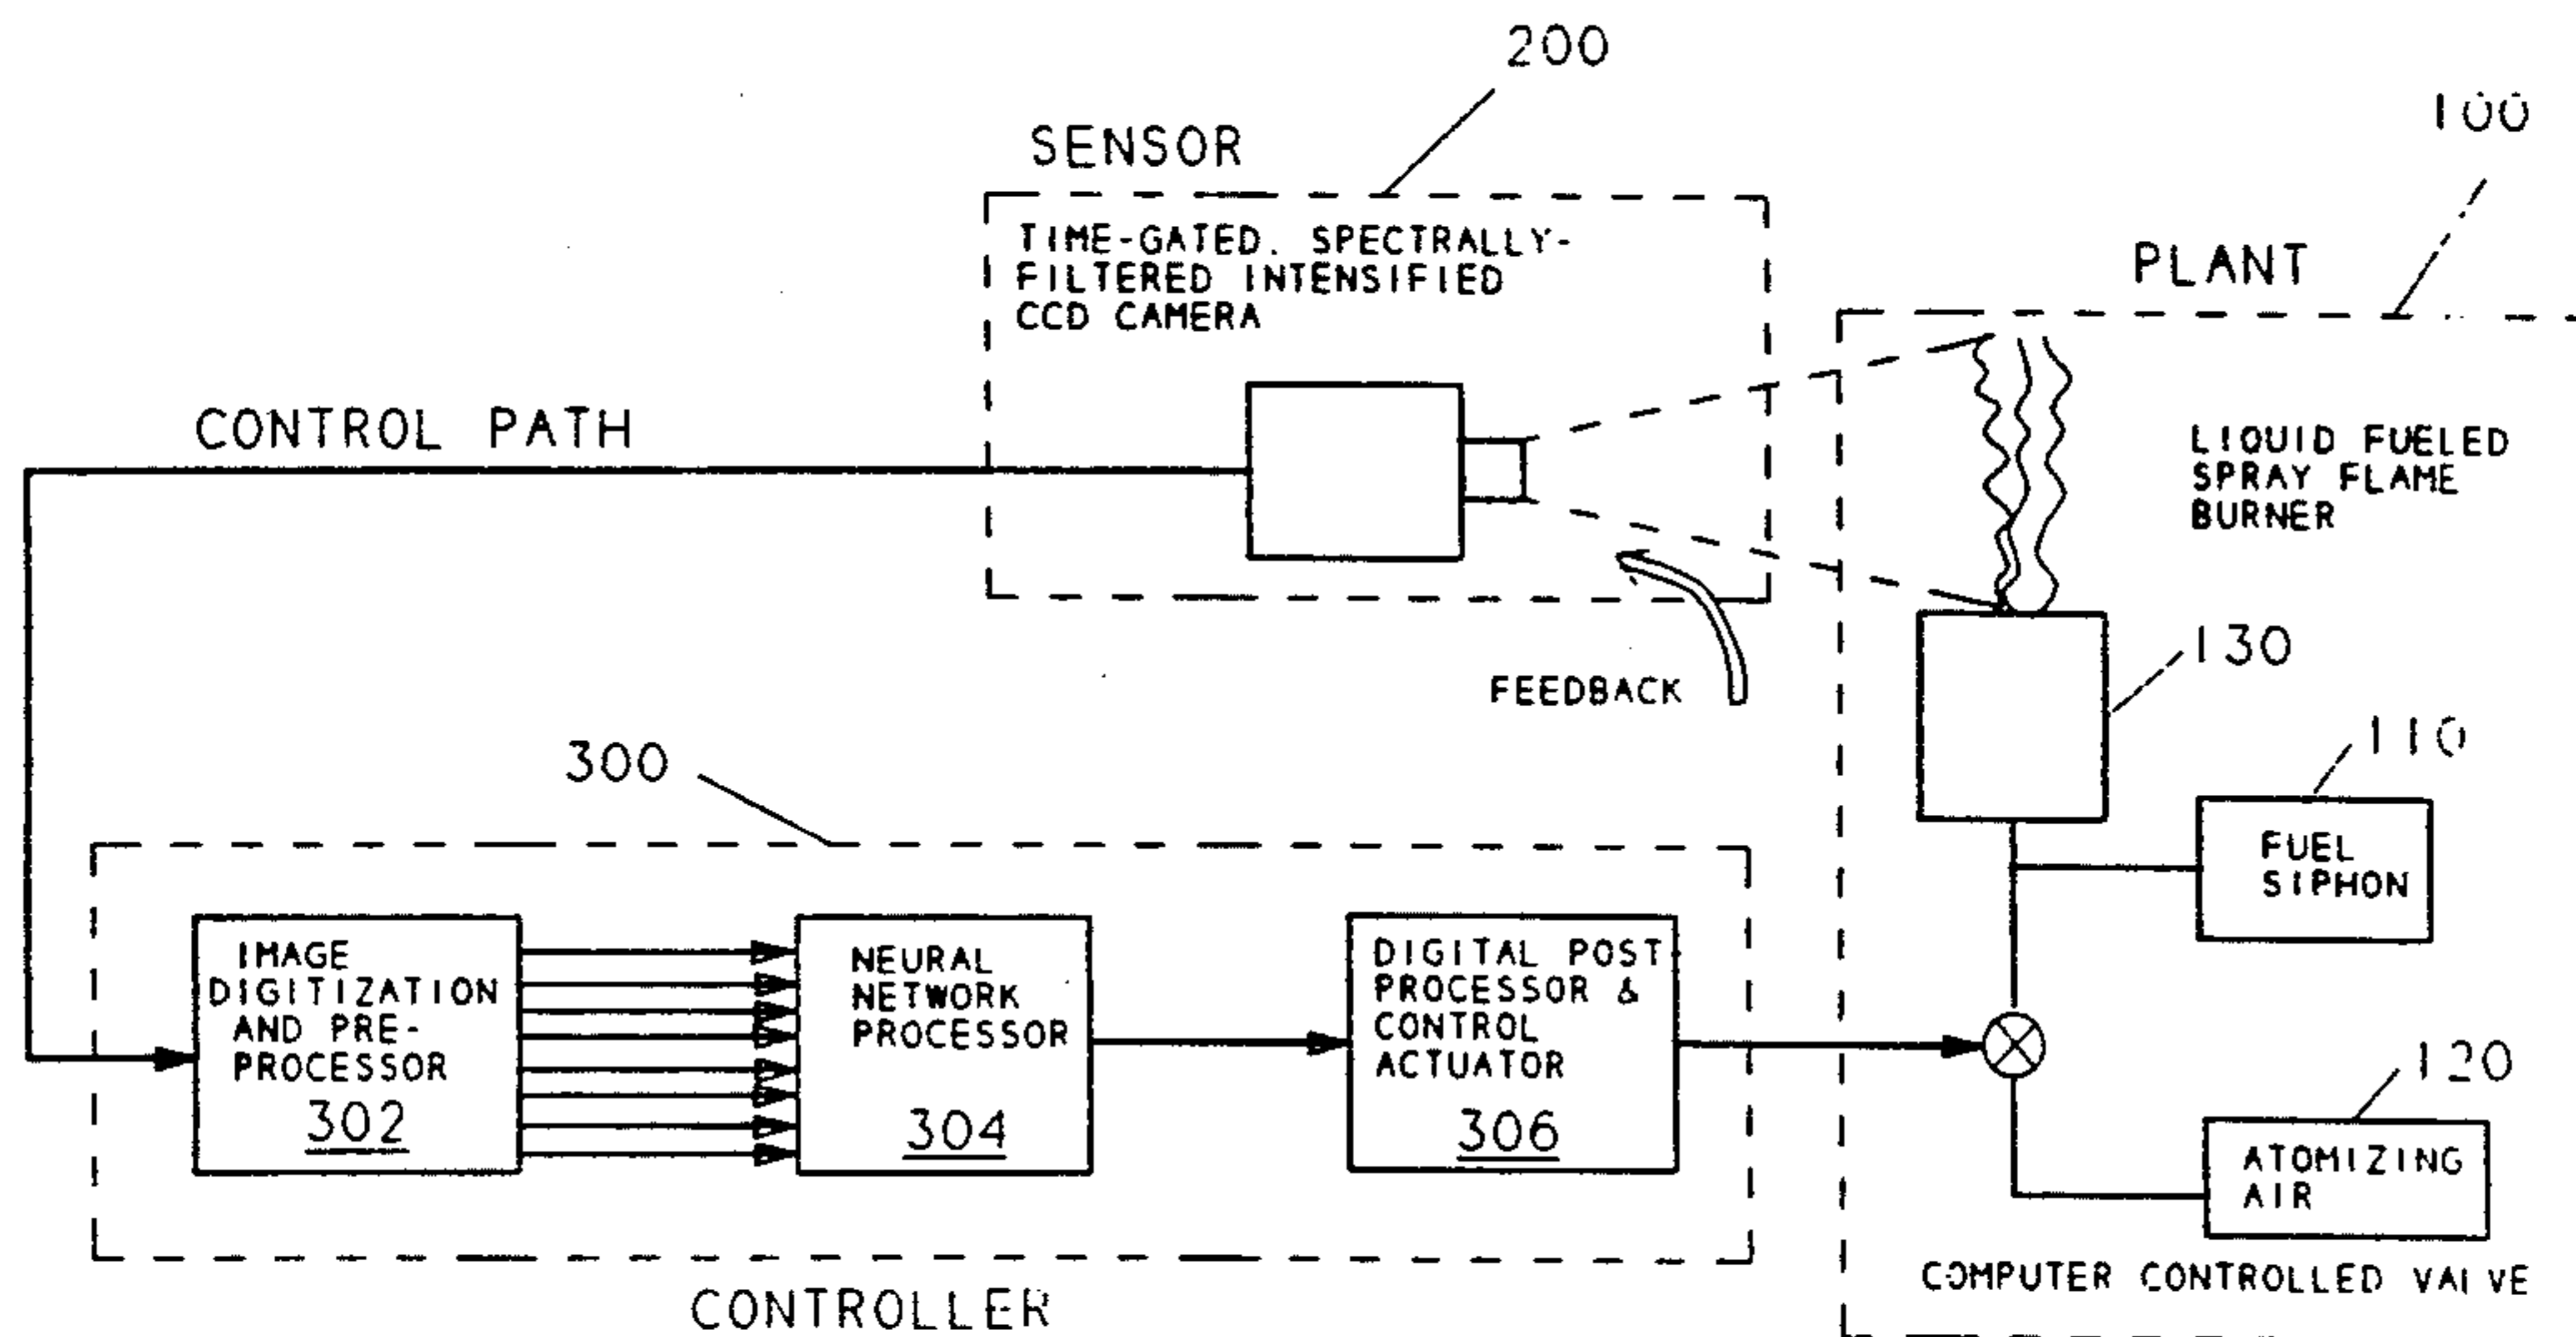 200
100
SENSOR
TIME-GATED. SPECTRALLY-
FILTERED INTENSIFIED
CCD CAMERA
PLANT
CONTROL PATH
LIQUID FUELED
SPRAY FLAME
BURNER
130
FEEDBACK
110
300
FUEL
SIPHON
IMAGE
DIGITIZATION
AND PRE-
PROCESSOR
302
NEURAL
NETWORK
PROCESSOR
304
DIGITAL POST
PROCESSOR &
CONTROL
ACTUATOR
306
120
ATOMIZING
AIR
COMPUTER CONTROLLED VALVE
CONTROLLER